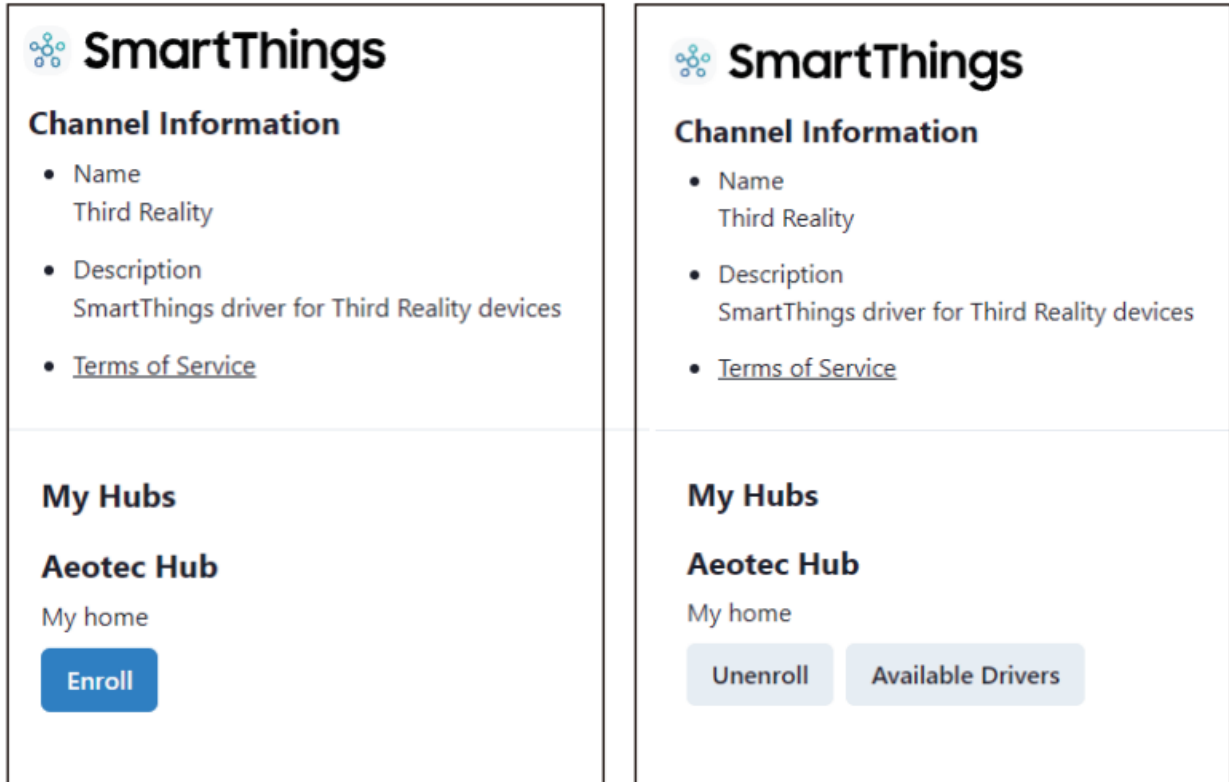 SmartThings
Channel Information
Name
Third Reality
Description
SmartThings driver for Third Reality devices
Terms of Service
My Hubs
Aeotec Hub
My home
Enroll
SmartThings
Channel Information
Name
Third Reality
Description
SmartThings driver for Third Reality devices
Terms of Service
My Hubs
Aeotec Hub
My home
Unenroll Available Drivers